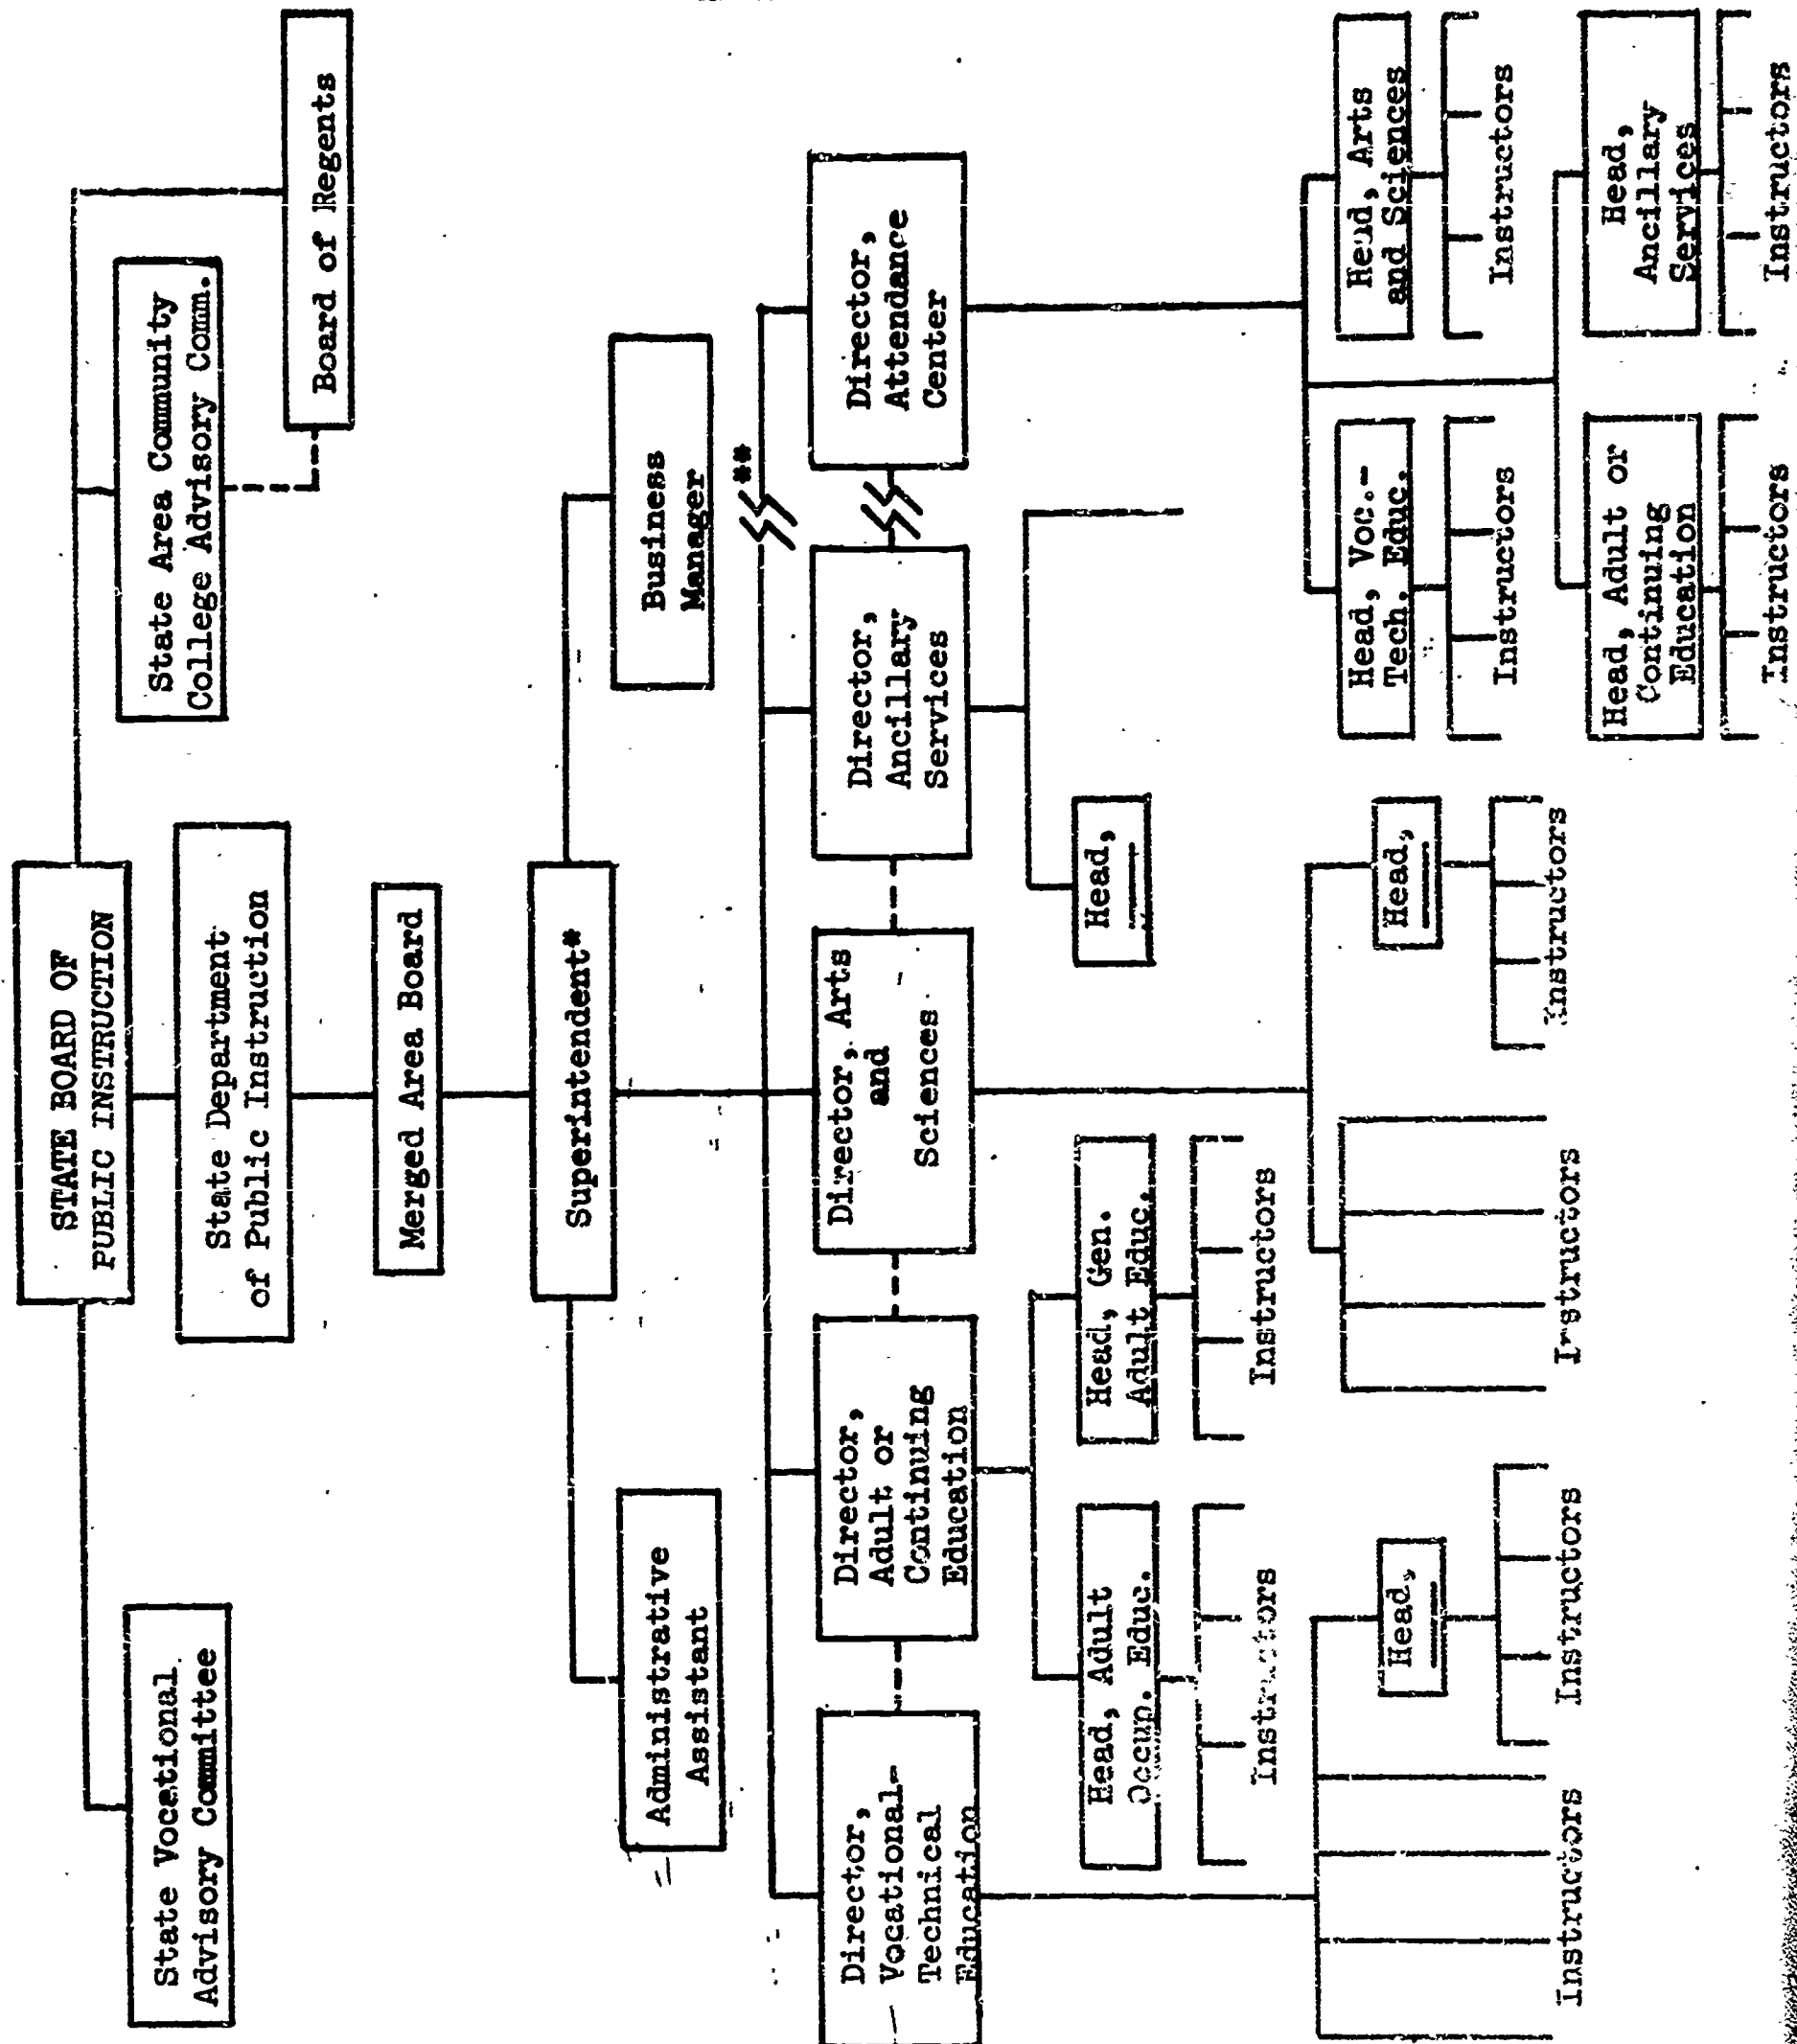 STATE BOARD OF
PUBLIC INSTRUCTION
State Vocational
Advisory Committee
State Area Community
College Advisory Comm.
State Department
of Public Instruction
Board of Regents
Merged Area Board
Superintendent*
Administrative
Assistant
Business
Manager
**
Director,
Vocational-
Technical
Education
Director,
Adult or
Continuing
Education
Director, Arts
and
Sciences
Director,
Ancillary
Services
Director,
Attendance
Center
Head, Adult
Occup. Educ.
Instructors
Head, Gen.
Adult Educ.
Instructors
Head,
Head, Voc.-
Tech. Educ.
Instructors
Head, Arts
and Sciences
Instructors
Instructors
Head,
Instructors
Instructors
Head,
Instructors
Head, Adult or
Continuing
Education
Instructors
Head,
Ancillary
Services
Instructors